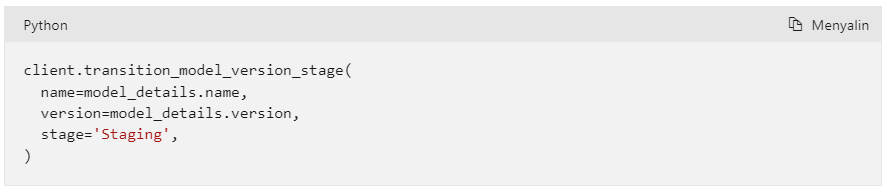 Python
Menyalin
client.transition_model_version_stage(
  name=model_details.name,
  version=model_details.version,
  stage='Staging',
)